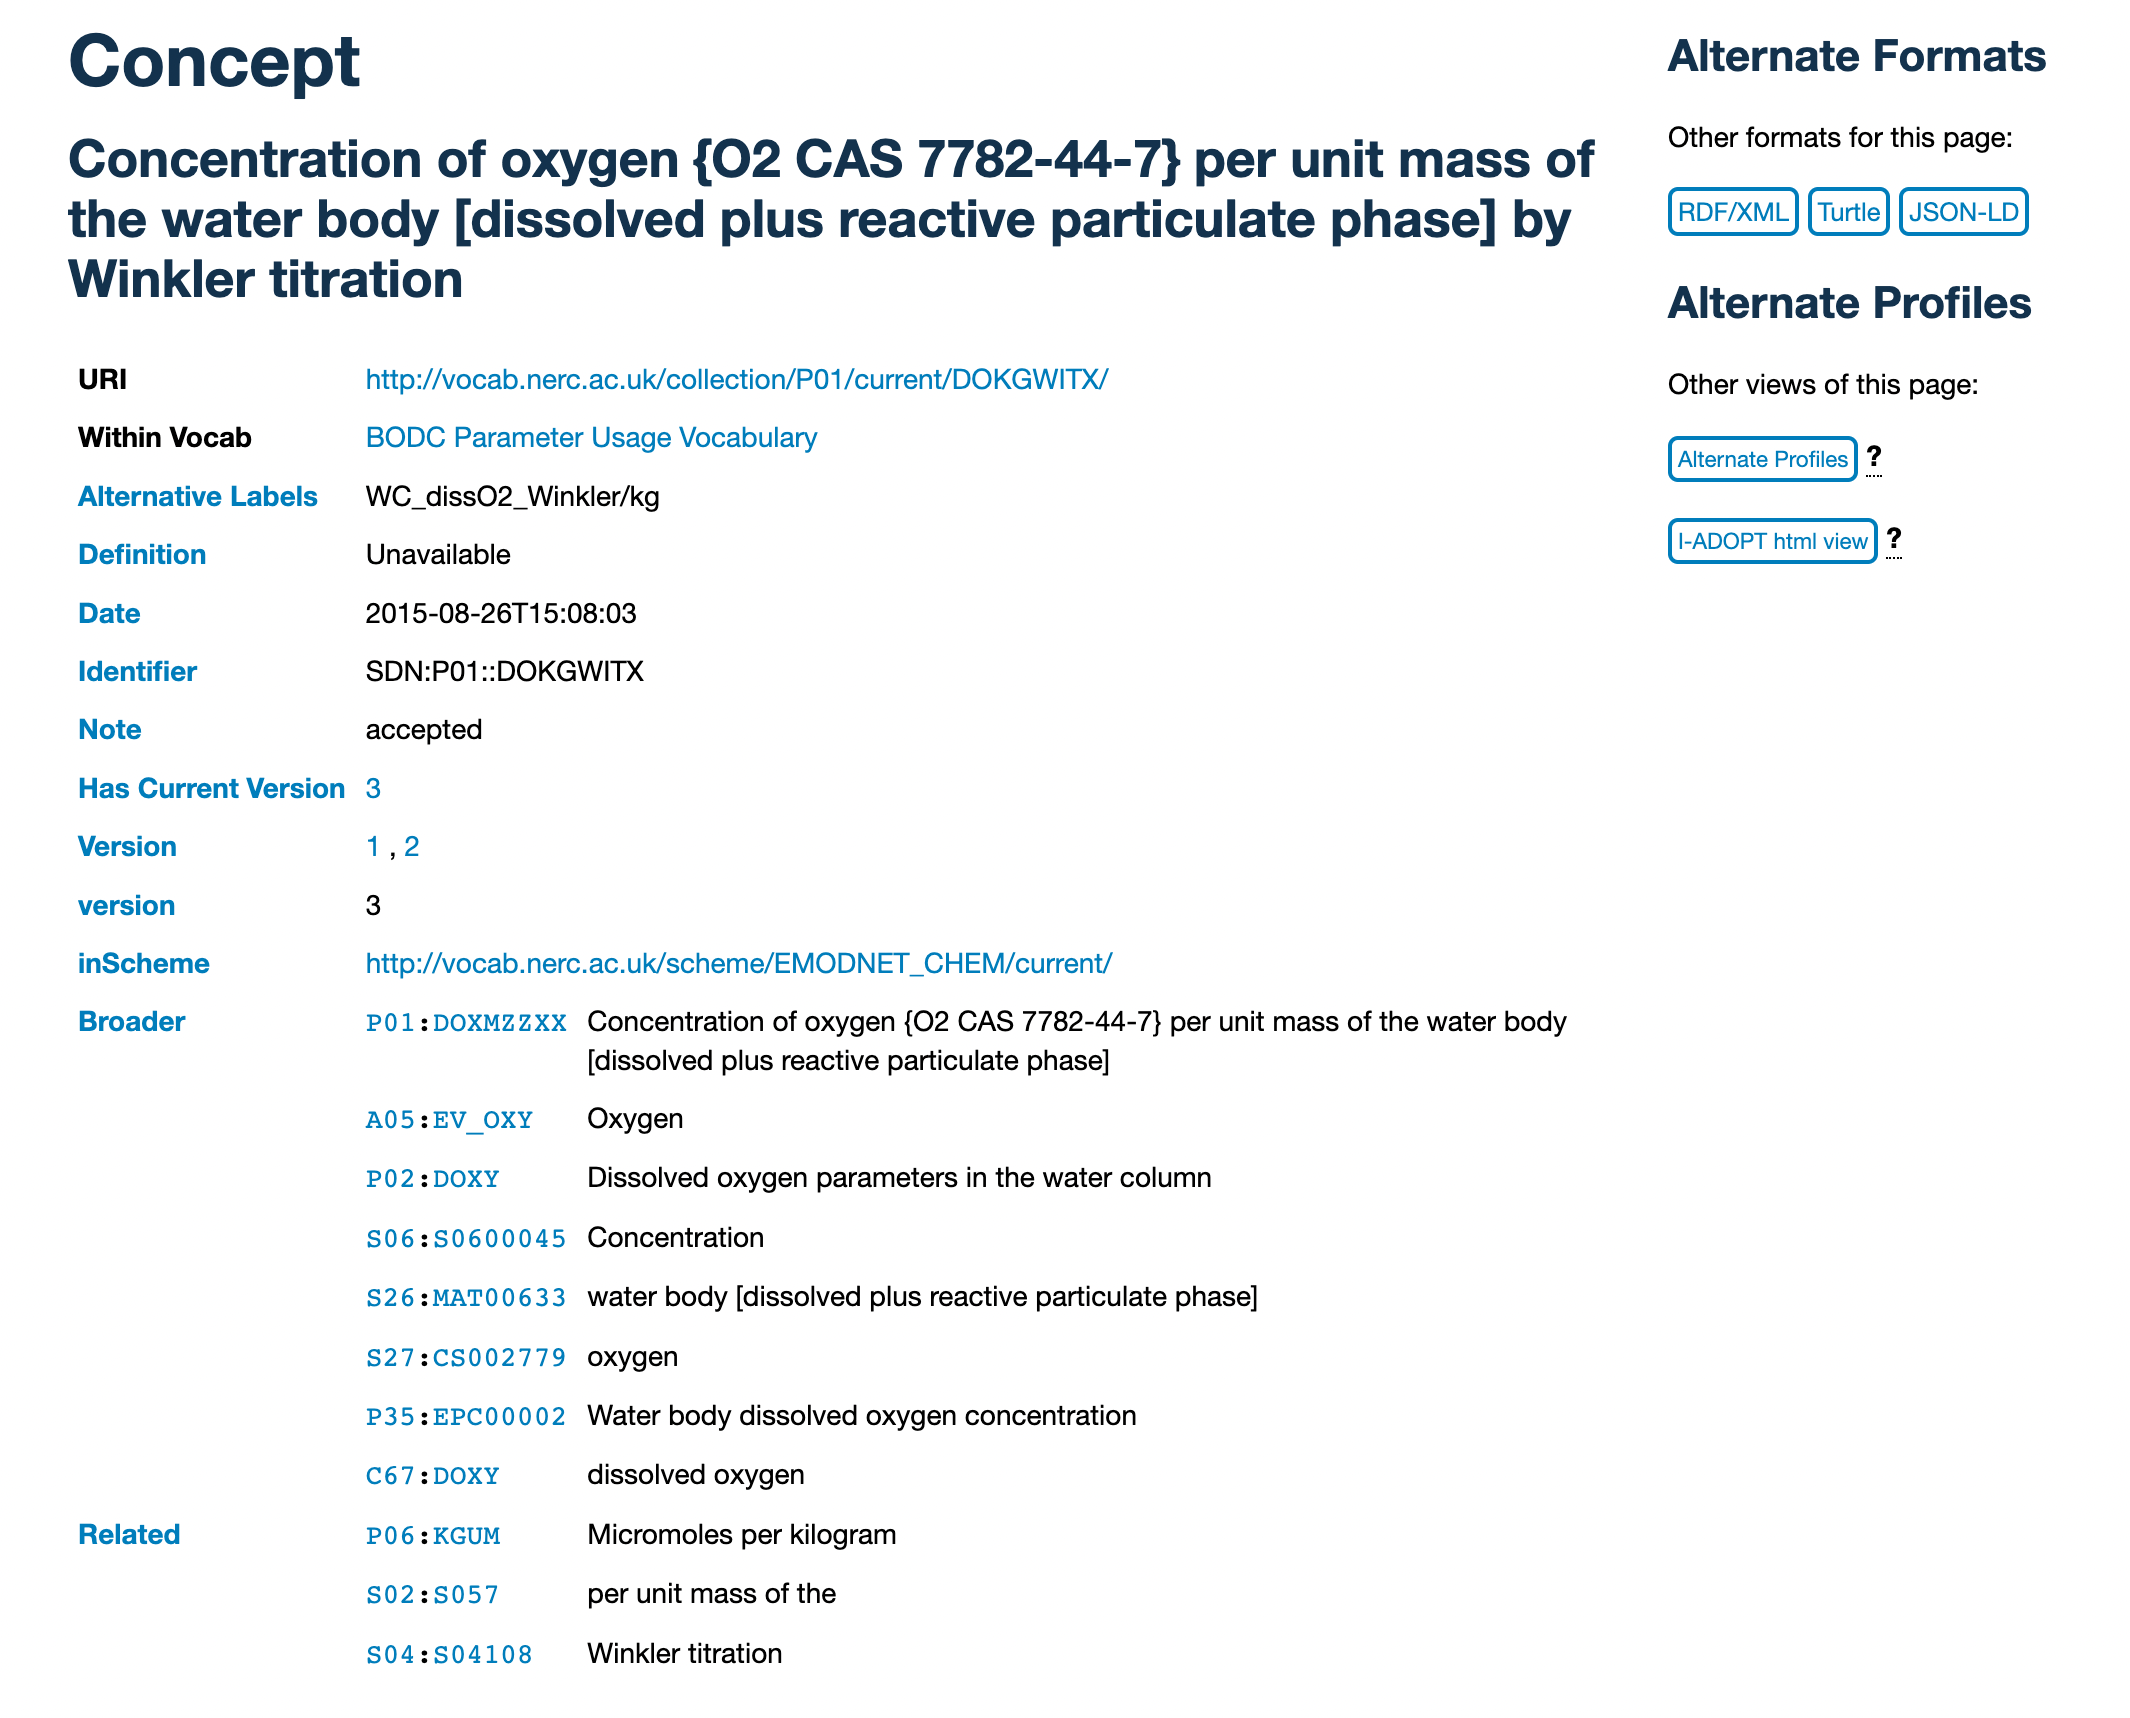 Concept
Concentration of oxygen {O2 CAS 7782-44-7} per unit mass of
the water body [dissolved plus reactive particulate phase] by
Winkler titration
URI http://vocab.nerc.ac.uk/collection/P01/current/DOKGWITX/
Within Vocab BODC Parameter Usage Vocabulary
Alternative Labels WC_dissO2_Winkler/kg
Definition Unavailable
Date 2015-08-26T15:08:03
Identifier SDN:P01::DOKGWITX
Note accepted
Has Current Version 3
Version 1 , 2
version 3
inScheme http://vocab.nerc.ac.uk/scheme/EMODNET_CHEM/current/
Broader P01:DOXMZZXX Concentration of oxygen {O2 CAS 7782-44-7} per unit mass of the water body
[dissolved plus reactive particulate phase]
A05:EV_OXY Oxygen
P02:DOXY Dissolved oxygen parameters in the water column
S06:S0600045 Concentration
S26:MAT00633 water body [dissolved plus reactive particulate phase]
S27:CS002779 oxygen
P35:EPC00002 Water body dissolved oxygen concentration
C67:DOXY dissolved oxygen
Related P06:KGUM Micromoles per kilogram
S02:S057 per unit mass of the
S04:S04108 Winkler titration
Alternate Formats
Other formats for this page:
RDF/XML Turtle JSON-LD
Alternate Profiles
Other views of this page:
Alternate Profiles ?
I-ADOPT html view ?